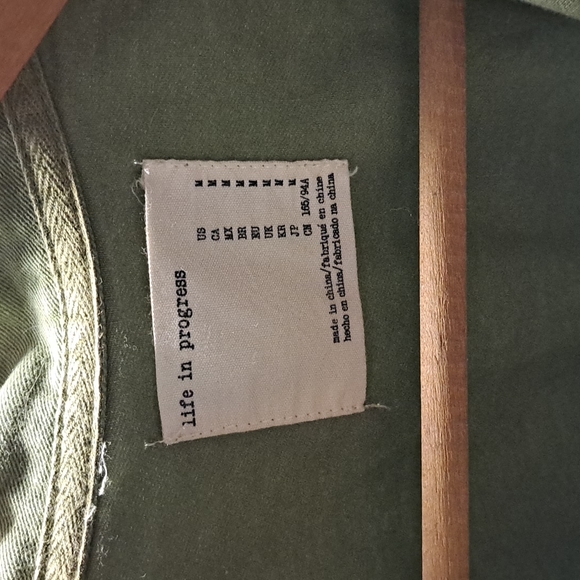 life in progress
US M
CA M
MX M
BR M
EU M
UK M
KR M
JP M
CN 165/94A
made in china/fabriqué en chine
hecho en china/fabricado na china